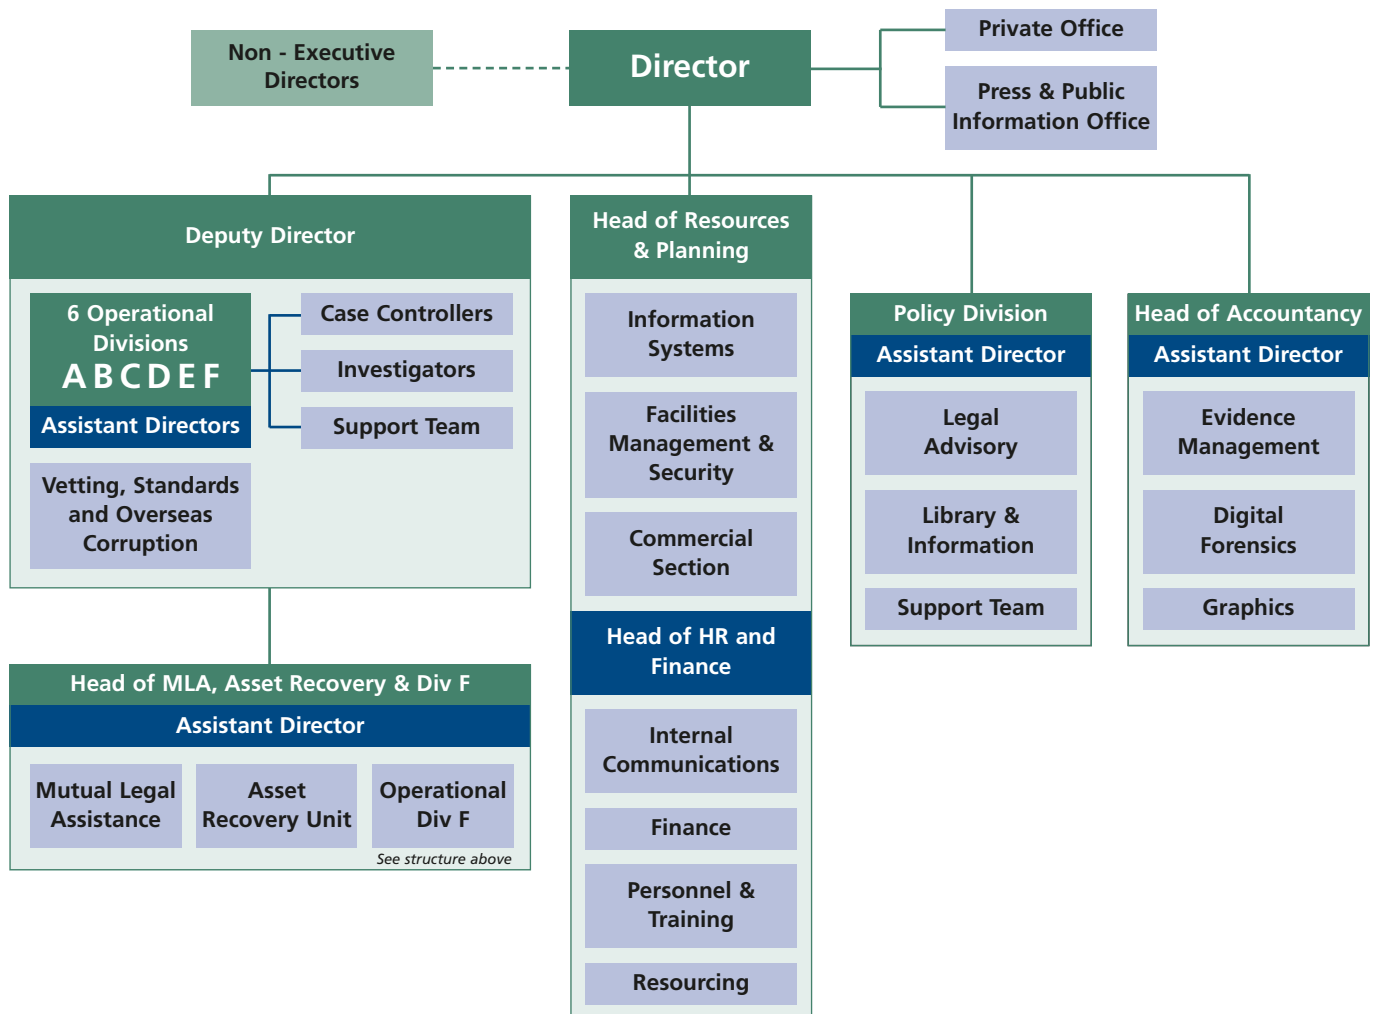 Non - Executive
Directors
Director
Private Office
Press & Public
Information Office
Deputy Director
6 Operational
Divisions
A B C D E F
Assistant Directors
Case Controllers
Investigators
Support Team
Vetting, Standards
and Overseas
Corruption
Head of MLA, Asset Recovery & Div F
Assistant Director
Mutual Legal
Assistance
Asset
Recovery Unit
Operational
Div F
See structure above
Head of Resources
& Planning
Information
Systems
Facilities
Management &
Security
Commercial
Section
Head of HR and
Finance
Internal
Communications
Finance
Personnel &
Training
Resourcing
Policy Division
Assistant Director
Legal
Advisory
Library &
Information
Support Team
Head of Accountancy
Assistant Director
Evidence
Management
Digital
Forensics
Graphics